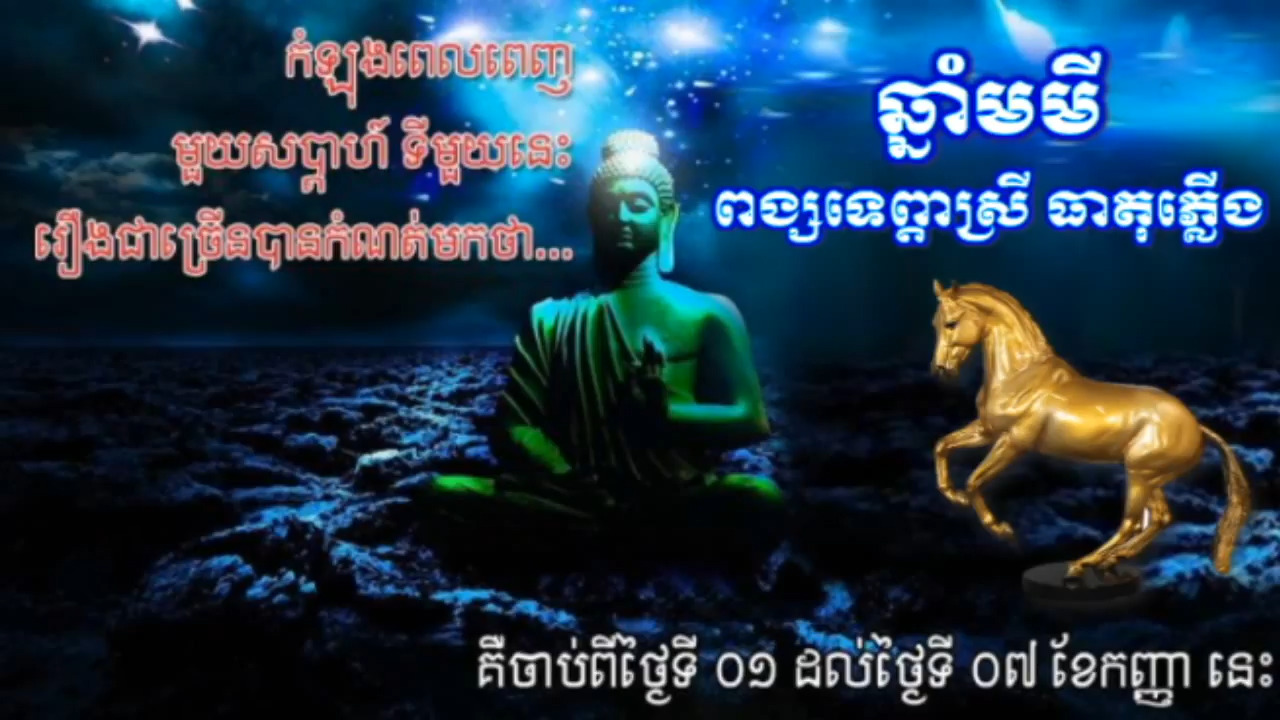 កំឡុងពេលពេញ
មួយសប្ដាហ៍ ទីមួយនេះ
រឿងជាច្រើនបានកំណត់មកថា...
ឆ្នាំមមី
ពង្សទេព្ដាស្រី ធាតុភ្លើង
គឺចាប់ពីថ្ងៃទី ០១ ដល់ថ្ងៃទី ០៧ ខែកញ្ញា នេះ